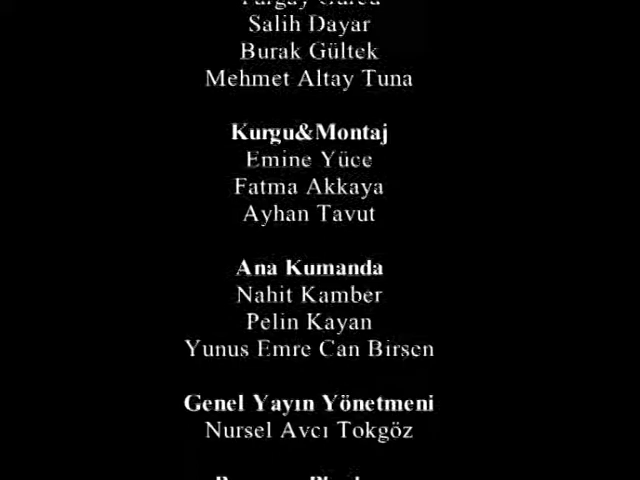 Salih Dayar
Burak Gültek
Mehmet Altay Tuna
Kurgu&Montaj
Emine Yüce
Fatma Akkaya
Ayhan Tavut
Ana Kumanda
Nahit Kamber
Pelin Kayan
Yunus Emre Can Birsen
Genel Yayın Yönetmeni
Nursel Avcı Tokgöz